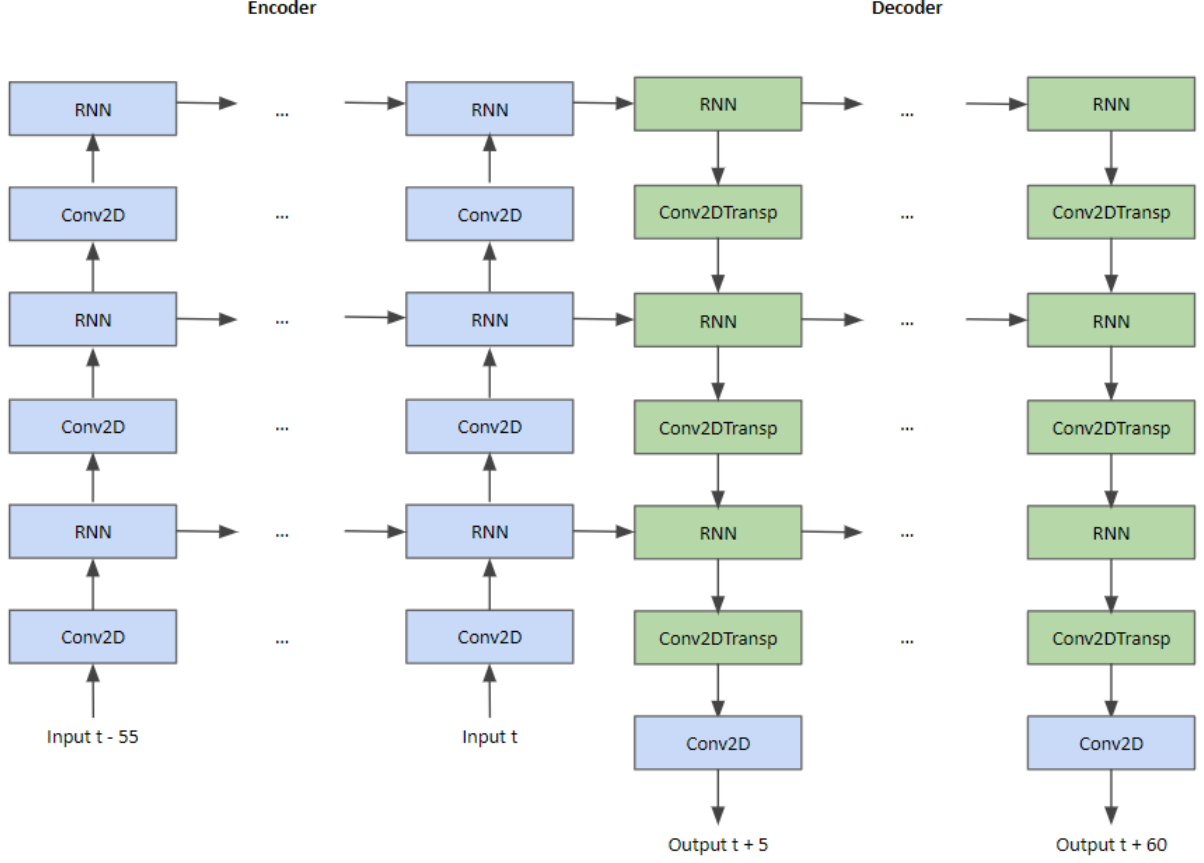 Encoder
Decoder
RNN
...
RNN
RNN
...
RNN
Conv2D
...
Conv2D
Conv2DTransp
...
Conv2DTransp
RNN
...
RNN
RNN
...
RNN
Conv2D
...
Conv2D
Conv2DTransp
...
Conv2DTransp
RNN
...
RNN
RNN
...
RNN
Conv2D
...
Conv2D
Conv2DTransp
...
Conv2DTransp
Input t - 55
Input t
Conv2D
Conv2D
Output t + 5
Output t + 60